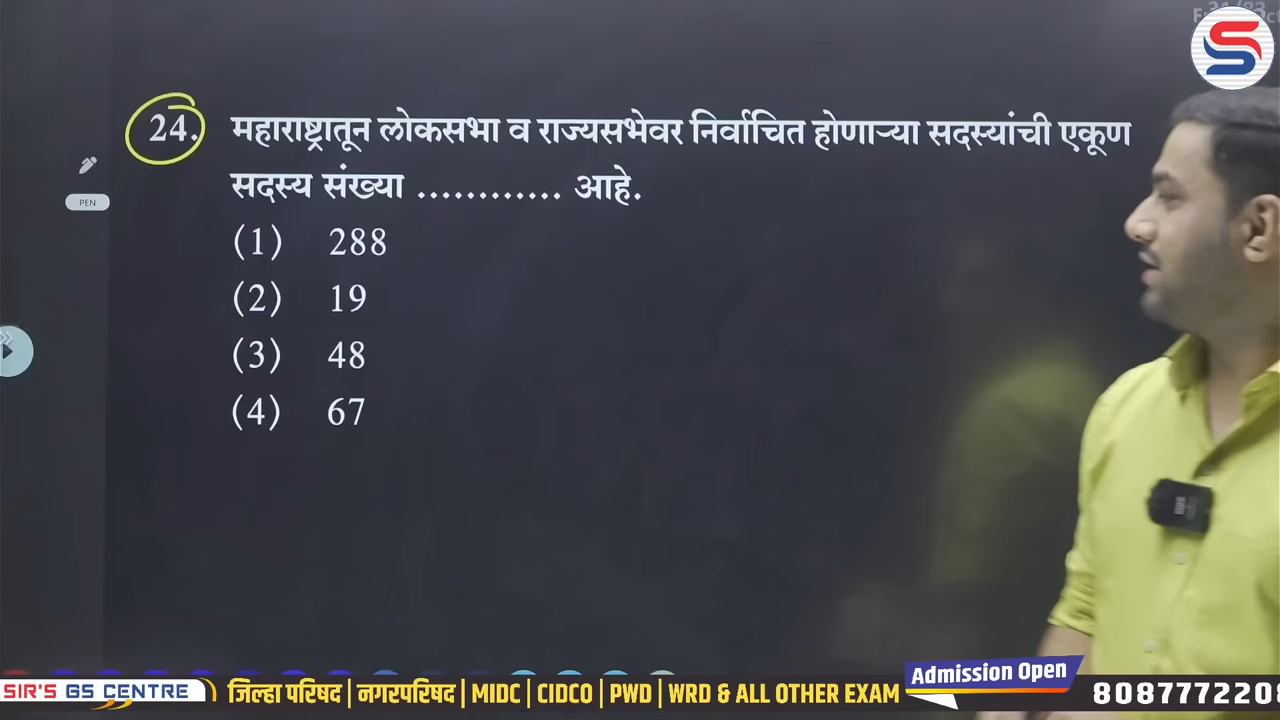 24. महाराष्ट्रातून लोकसभा व राज्यसभेवर निर्वाचित होणाऱ्या सदस्यांची एकूण
सदस्य संख्या ............ आहे.
(1) 288
(2) 19
(3) 48
(4) 67
PEN
SIR'S GS CENTRE
जिल्हा परिषद | नगरपरिषद | MIDC | CIDCO | PWD | WRD & ALL OTHER EXAM
Admission Open